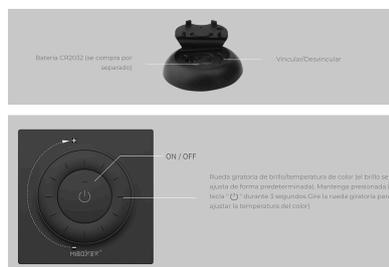 Batería CR2032 (se compra por
separado)
Vincular/Desvincular
ON / OFF
Rueda giratoria de brillo/temperatura de color (el brillo se
ajusta de forma predeterminada). Mantenga presionada la
tecla " " durante 3 segundos. Gire la rueda giratoria para
ajustar la temperatura del color)
+
−
MiBOXER